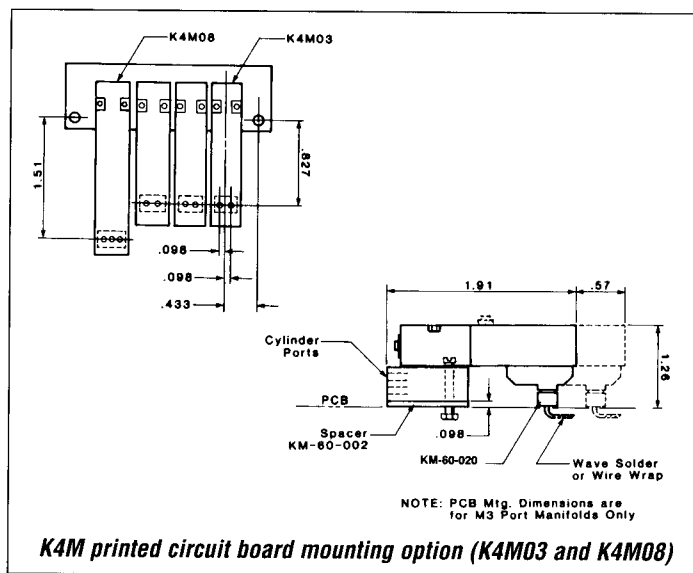 K4M08 K4M03
1.51
.827
.098
.098
.433
1.91 .57
Cylinder
Ports
1.26
PCB
Spacer
KM-60-002
.098
KM-60-020
Wave Solder
or Wire Wrap
NOTE: PCB Mtg. Dimensions are
for M3 Port Manifolds Only
K4M printed circuit board mounting option (K4M03 and K4M08)